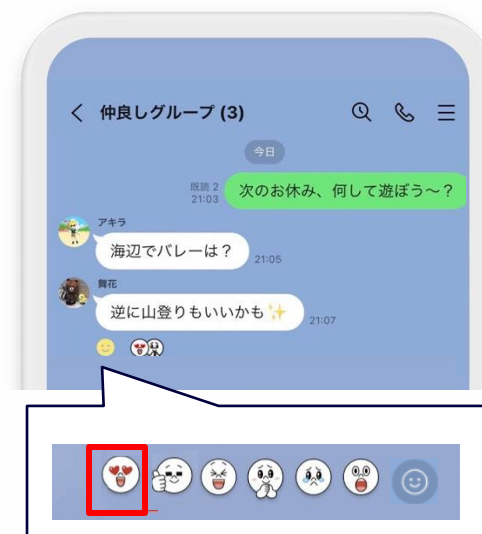 仲良しグループ (3)
今日
既読 2
21:03
次のお休み、何して遊ぼう～？
アキラ
海辺でバレーは？
21:05
舞花
逆に山登りもいいかも✨
21:07